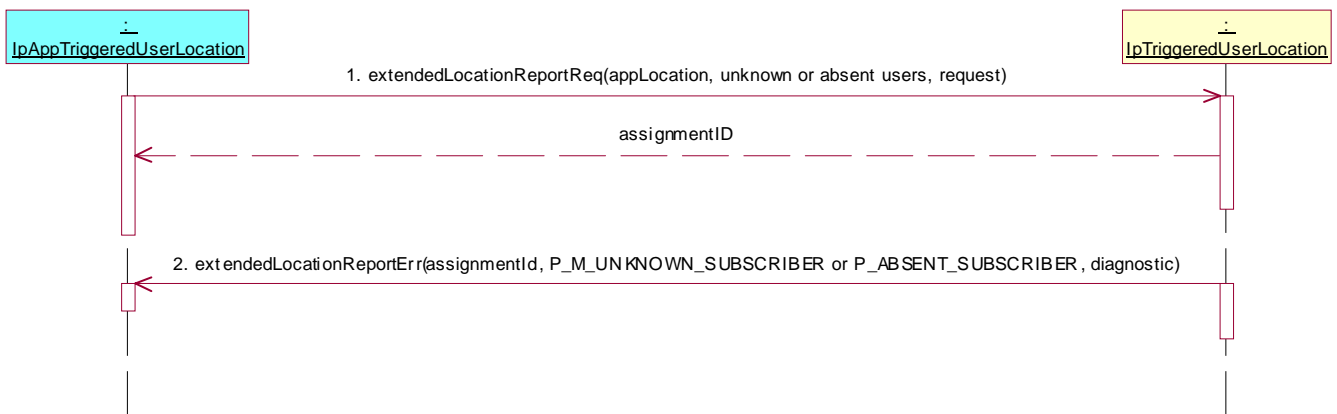 :
IpAppTriggeredUserLocation
:
IpTriggeredUserLocation
1. extendedLocationReportReq(appLocation, unknown or absent users, request)
assignmentID
2. extendedLocationReportErr(assignmentId, P_M_UNKNOWN_SUBSCRIBER or P_ABSENT_SUBSCRIBER, diagnostic)